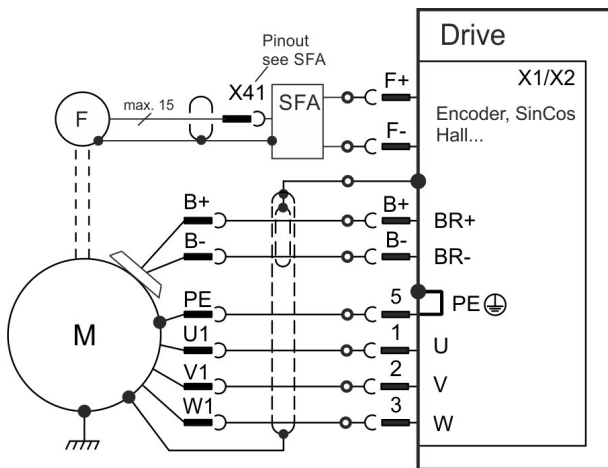 Drive
Pinout
see SFA
X1/X2
X41
SFA
F+
max. 15
F
Encoder, SinCos
Hall...
F-
B+
B+
BR+
B-
B-
BR-
PE
5
PE
M
U1
1
U
V1
2
V
W1
3
W